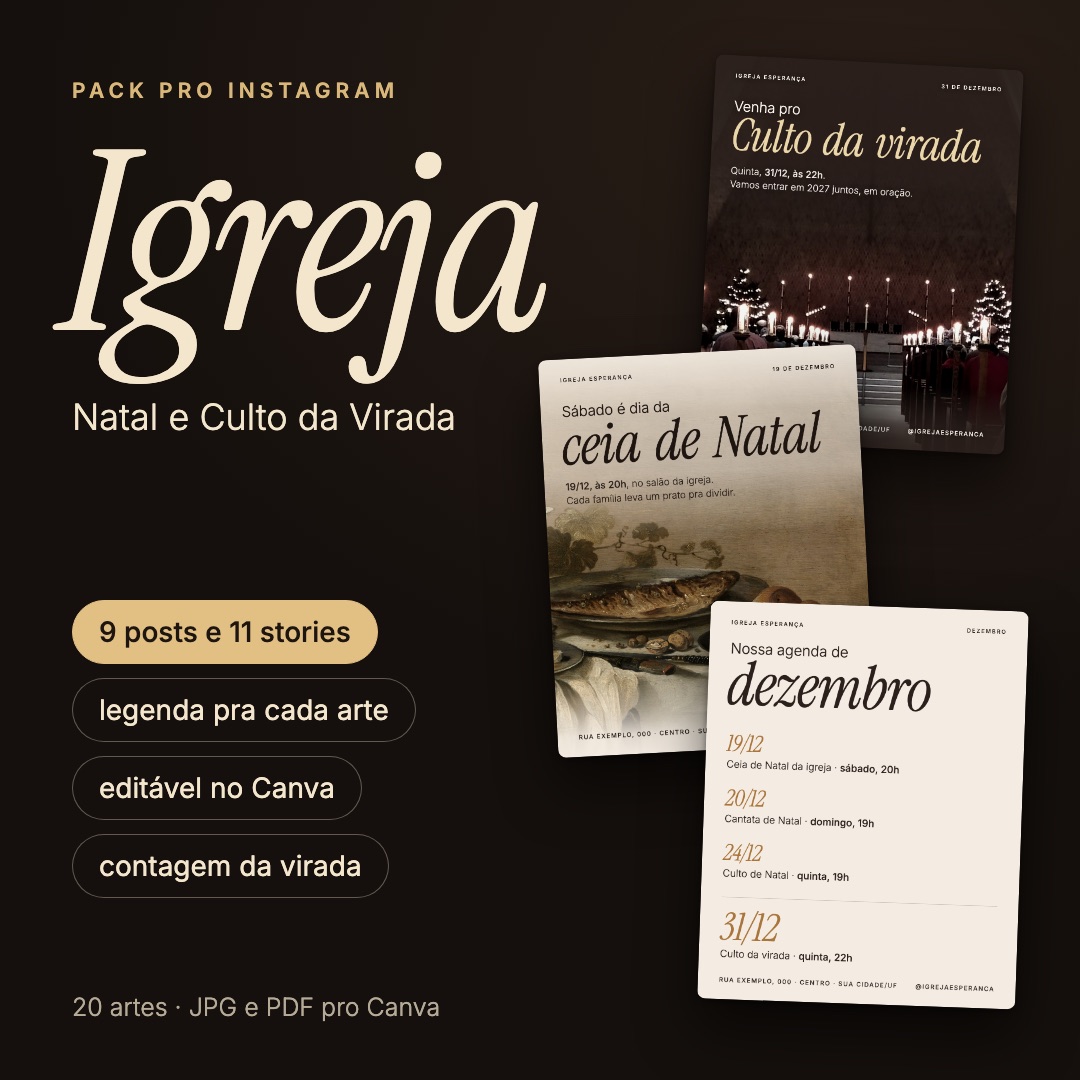 PACK PRO INSTAGRAM
Igreja
Natal e Culto da Virada
9 posts e 11 stories
legenda pra cada arte
editável no Canva
contagem da virada
20 artes · JPG e PDF pro Canva
IGREJA ESPERANÇA
31 DE DEZEMBRO
Venha pro
Culto da virada
Quinta, 31/12, às 22h.
Vamos entrar em 2027 juntos, em oração.
DADE/UF
@IGREJAESPERANCA
IGREJA ESPERANÇA
19 DE DEZEMBRO
Sábado é dia da
ceia de Natal
19/12, às 20h, no salão da igreja.
Cada família leva um prato pra dividir.
RUA EXEMPLO, 000 · CENTRO · SU
IGREJA ESPERANÇA
DEZEMBRO
Nossa agenda de
dezembro
19/12
Ceia de Natal da igreja · sábado, 20h
20/12
Cantata de Natal · domingo, 19h
24/12
Culto de Natal · quinta, 19h
31/12
Culto da virada · quinta, 22h
RUA EXEMPLO, 000 · CENTRO · SUA CIDADE/UF
@IGREJAESPERANCA